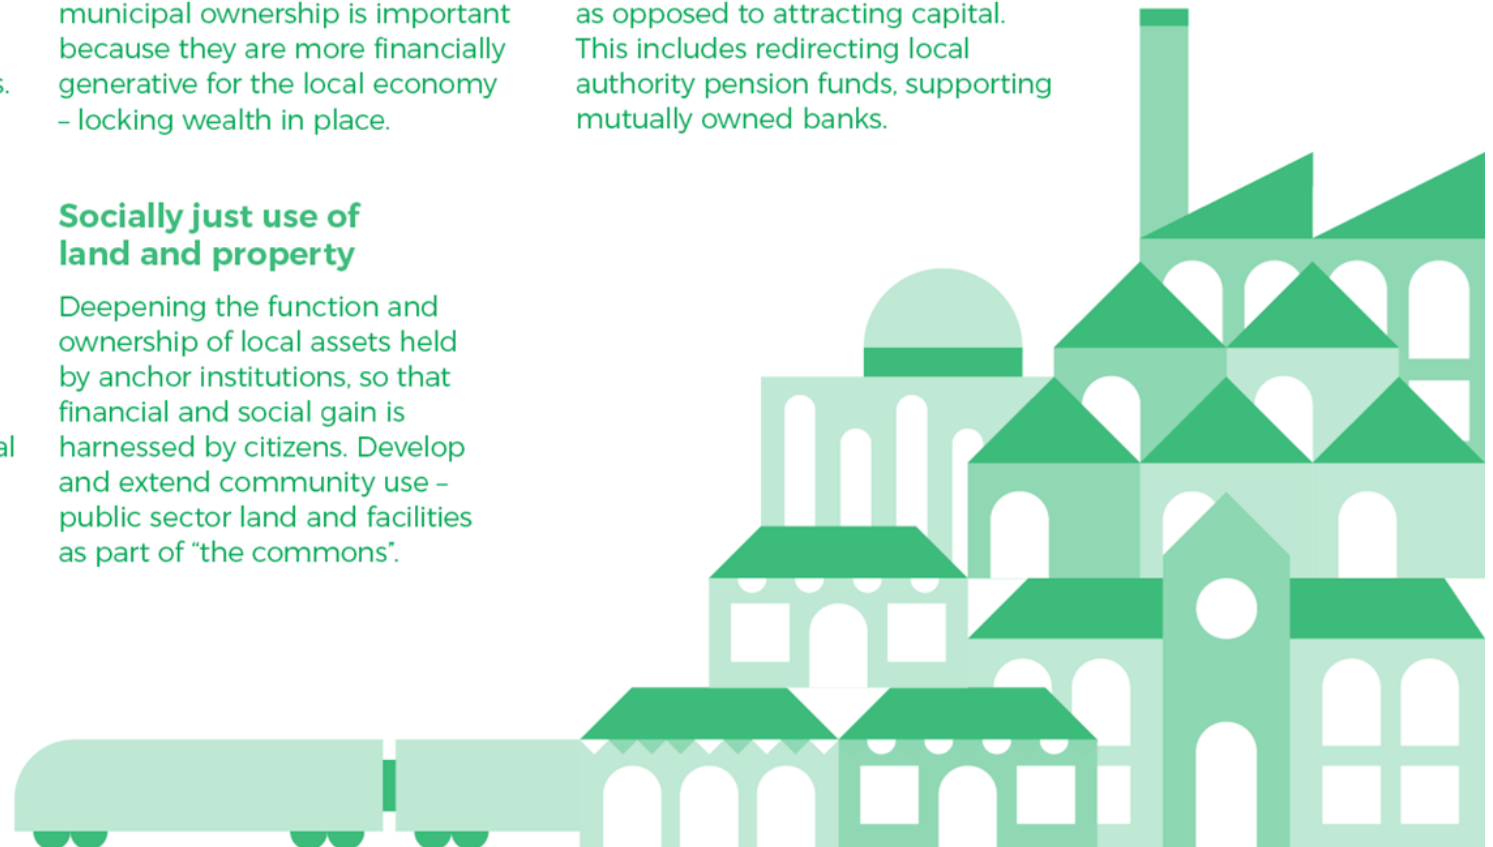 s.
al
municipal ownership is important
because they are more financially
generative for the local economy
– locking wealth in place.
Socially just use of
land and property
Deepening the function and
ownership of local assets held
by anchor institutions, so that
financial and social gain is
harnessed by citizens. Develop
and extend community use –
public sector land and facilities
as part of “the commons”.
as opposed to attracting capital.
This includes redirecting local
authority pension funds, supporting
mutually owned banks.